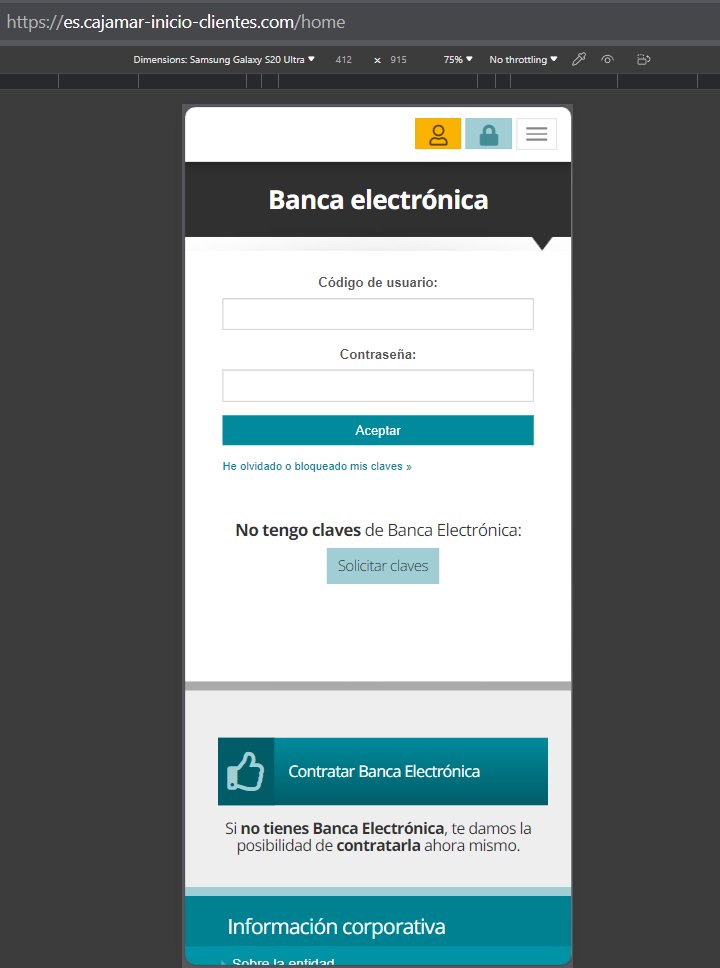 https://es.cajamar-inicio-clientes.com/home
Dimensions: Samsung Galaxy S20 Ultra ▼ 412 × 915 75% ▼ No throttling ▼
Banca electrónica
Código de usuario:
Contraseña:
Aceptar
He olvidado o bloqueado mis claves »
No tengo claves de Banca Electrónica:
Solicitar claves
Contratar Banca Electrónica
Si no tienes Banca Electrónica, te damos la
posibilidad de contratarla ahora mismo.
Información corporativa
Sobre la entidad